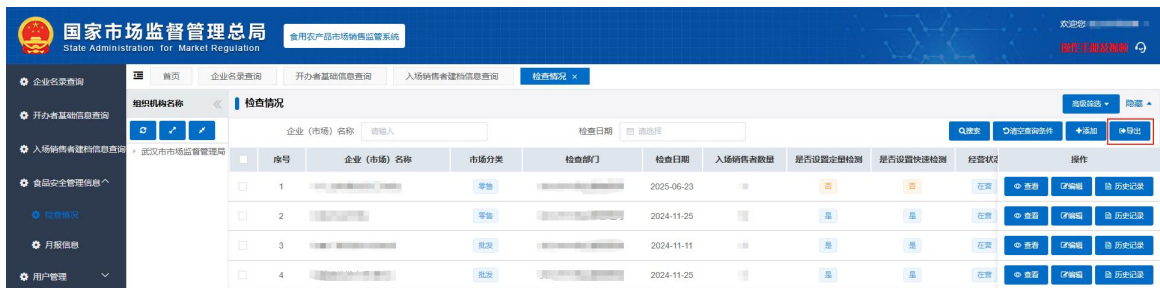 国家市场监督管理总局
State Administration for Market Regulation
食用农产品市场销售监管系统
欢迎您
操作手册及视频
企业名录查询
开办者基础信息查询
入场销售者建档信息查询
食品安全管理信息
检查情况
月报信息
用户管理
首页 企业名录查询 开办者基础信息查询 入场销售者建档信息查询 检查情况 ×
组织机构名称
武汉市市场监督管理局
检查情况 高级筛选 隐藏
企业（市场）名称 请输入 检查日期 请选择 搜索 清空查询条件 +添加 导出
序号 企业（市场）名称 市场分类 检查部门 检查日期 入场销售者数量 是否设置定量检测 是否设置快速检测 经营状态 操作
1 零售 2025-06-23 否 否 在营 查看 编辑 历史记录
2 零售 2024-11-25 是 是 在营 查看 编辑 历史记录
3 批发 2024-11-11 是 是 在营 查看 编辑 历史记录
4 批发 2024-11-25 是 是 在营 查看 编辑 历史记录